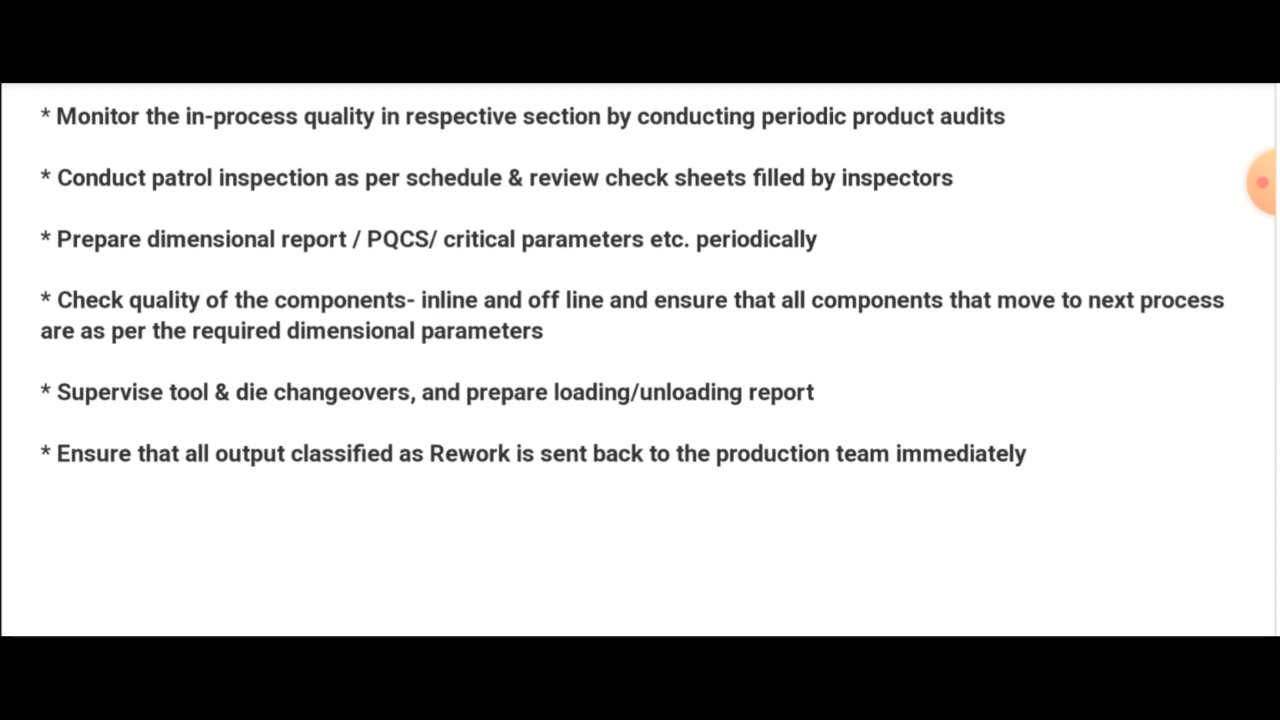 * Monitor the in-process quality in respective section by conducting periodic product audits
* Conduct patrol inspection as per schedule & review check sheets filled by inspectors
* Prepare dimensional report / PQCS/ critical parameters etc. periodically
* Check quality of the components- inline and off line and ensure that all components that move to next process
are as per the required dimensional parameters
* Supervise tool & die changeovers, and prepare loading/unloading report
* Ensure that all output classified as Rework is sent back to the production team immediately